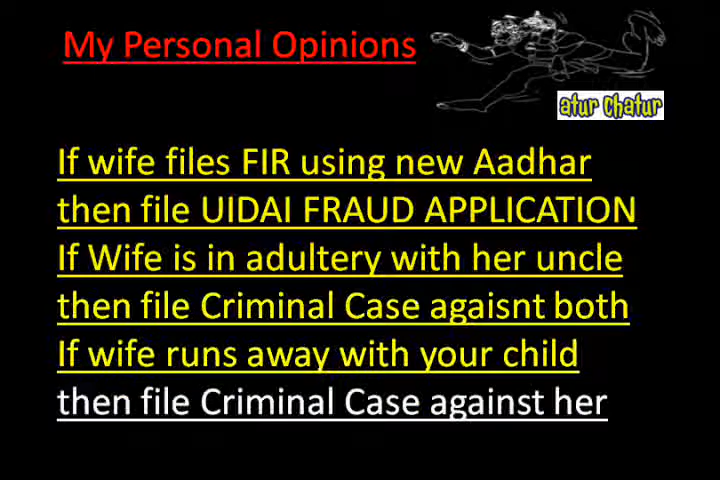 My Personal Opinions
atur Chatur
If wife files FIR using new Aadhar
then file UIDAI FRAUD APPLICATION
If Wife is in adultery with her uncle
then file Criminal Case agaisnt both
If wife runs away with your child
then file Criminal Case against her